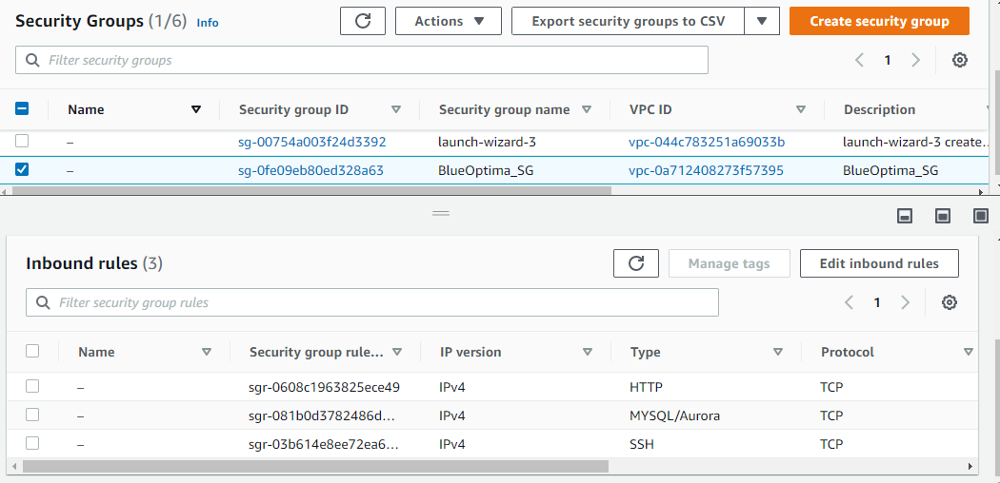 Security Groups (1/6) Info Actions Export security groups to CSV Create security group
Filter security groups 1
Name Security group ID Security group name VPC ID Description
– sg-00754a003f24d3392 launch-wizard-3 vpc-044c783251a69033b launch-wizard-3 create...
– sg-0fe09eb80ed328a63 BlueOptima_SG vpc-0a712408273f57395 BlueOptima_SG
Inbound rules (3) Manage tags Edit inbound rules
Filter security group rules 1
Name Security group rule... IP version Type Protocol
– sgr-0608c1963825ece49 IPv4 HTTP TCP
– sgr-081b0d3782486d... IPv4 MYSQL/Aurora TCP
– sgr-03b614e8ee72ea6... IPv4 SSH TCP